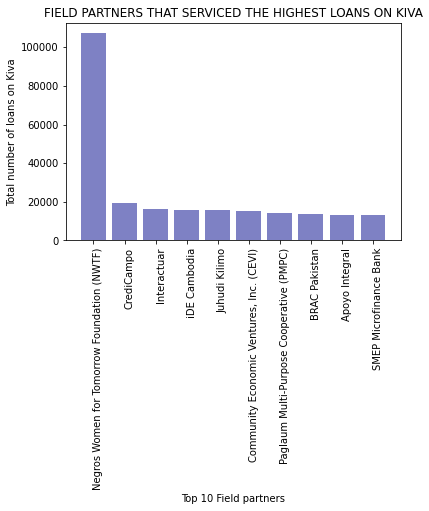 FIELD PARTNERS THAT SERVICED THE HIGHEST LOANS ON KIVA
Total number of loans on Kiva
100000
80000
60000
40000
20000
0
Negros Women for Tomorrow Foundation (NWTF)
CrediCampo
Interactuar
iDE Cambodia
Juhudi Kilimo
Community Economic Ventures, Inc. (CEVI)
Paglaum Multi-Purpose Cooperative (PMPC)
BRAC Pakistan
Apoyo Integral
SMEP Microfinance Bank
Top 10 Field partners